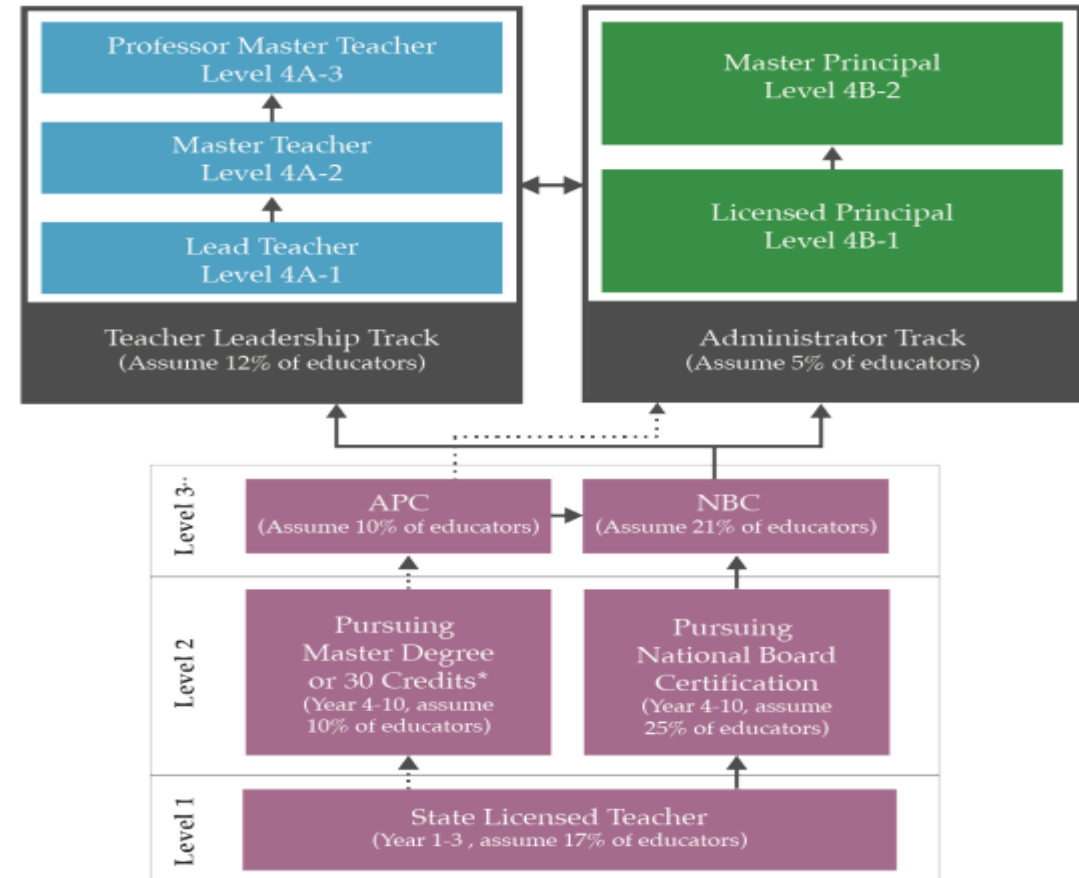 Professor Master Teacher
Level 4A-3
Master Teacher
Level 4A-2
Lead Teacher
Level 4A-1
Teacher Leadership Track
(Assume 12% of educators)
Master Principal
Level 4B-2
Licensed Principal
Level 4B-1
Administrator Track
(Assume 5% of educators)
Level 3··
APC
(Assume 10% of educators)
NBC
(Assume 21% of educators)
Level 2
Pursuing
Master Degree
or 30 Credits*
(Year 4-10, assume
10% of educators)
Pursuing
National Board
Certification
(Year 4-10, assume
25% of educators)
Level 1
State Licensed Teacher
(Year 1-3 , assume 17% of educators)